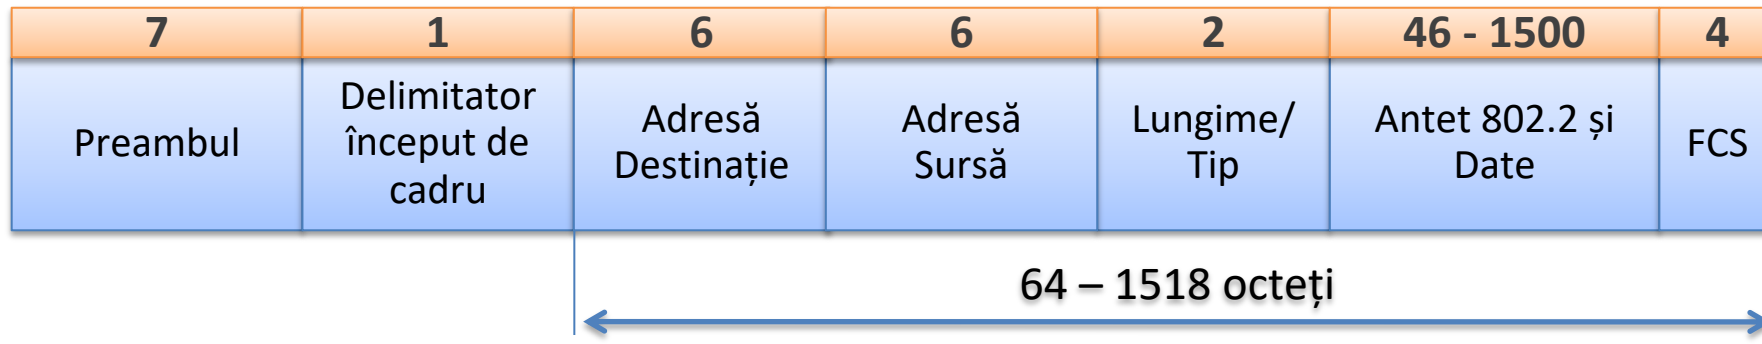 7 1 6 6 2 46 - 1500 4
Preambul
Delimitator
început de
cadru
Adresă
Destinație
Adresă
Sursă
Lungime/
Tip
Antet 802.2 și
Date
FCS
64 – 1518 octeți